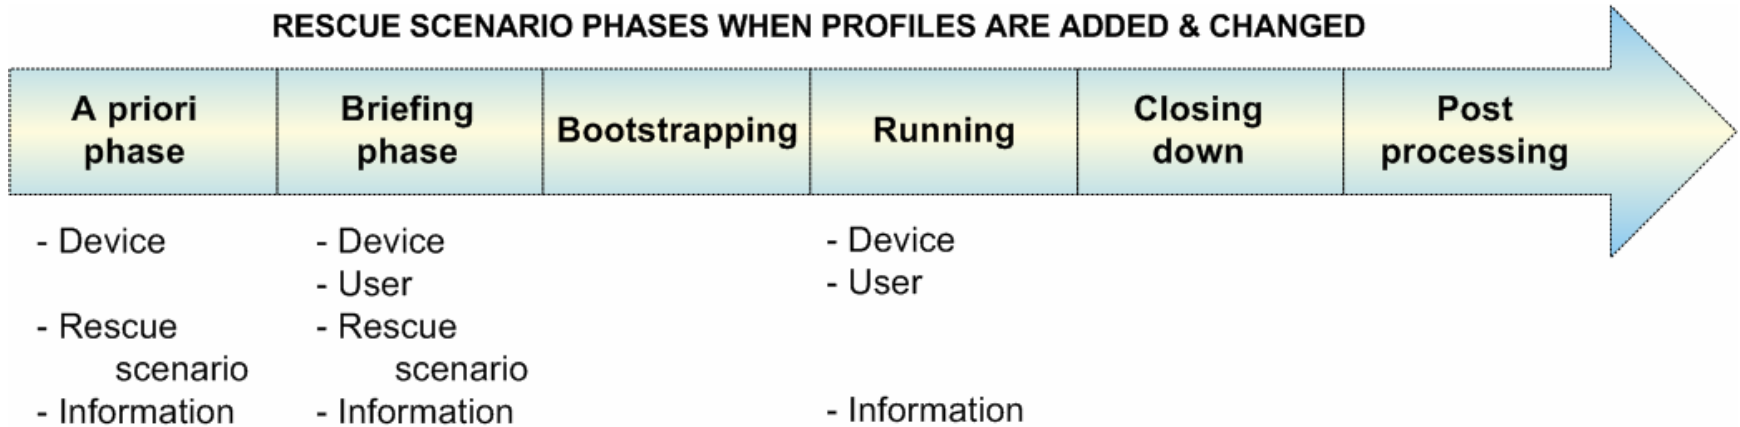 RESCUE SCENARIO PHASES WHEN PROFILES ARE ADDED & CHANGED
A priori
phase
Briefing
phase
Bootstrapping
Running
Closing
down
Post
processing
- Device
- Rescue
scenario
- Information
- Device
- User
- Rescue
scenario
- Information
- Device
- User
- Information